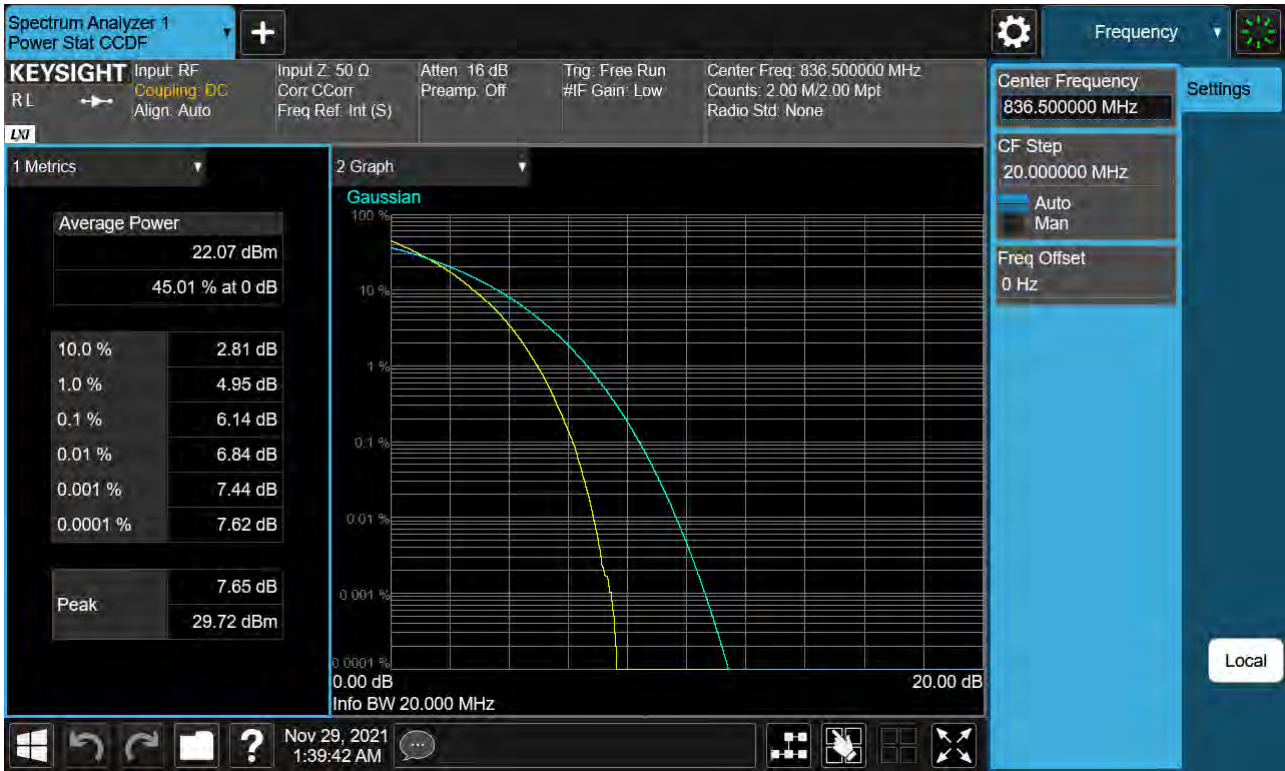 Spectrum Analyzer 1
Power Stat CCDF
+
Frequency
KEYSIGHT
R L
LXI
Input: RF
Coupling: DC
Align: Auto
Input Z: 50 Ω
Corr CCorr
Freq Ref: Int (S)
Atten: 16 dB
Preamp: Off
Trig: Free Run
#IF Gain: Low
Center Freq: 836.500000 MHz
Counts: 2.00 M/2.00 Mpt
Radio Std: None
Center Frequency
836.500000 MHz
Settings
CF Step
20.000000 MHz
Auto
Man
Freq Offset
0 Hz
Local
1 Metrics
Average Power
22.07 dBm
45.01 % at 0 dB
10.0 % 2.81 dB
1.0 % 4.95 dB
0.1 % 6.14 dB
0.01 % 6.84 dB
0.001 % 7.44 dB
0.0001 % 7.62 dB
Peak
7.65 dB
29.72 dBm
2 Graph
Gaussian
100 %
10 %
1 %
0.1 %
0.01 %
0.001 %
0.0001 %
0.00 dB 20.00 dB
Info BW 20.000 MHz
?
Nov 29, 2021
1:39:42 AM